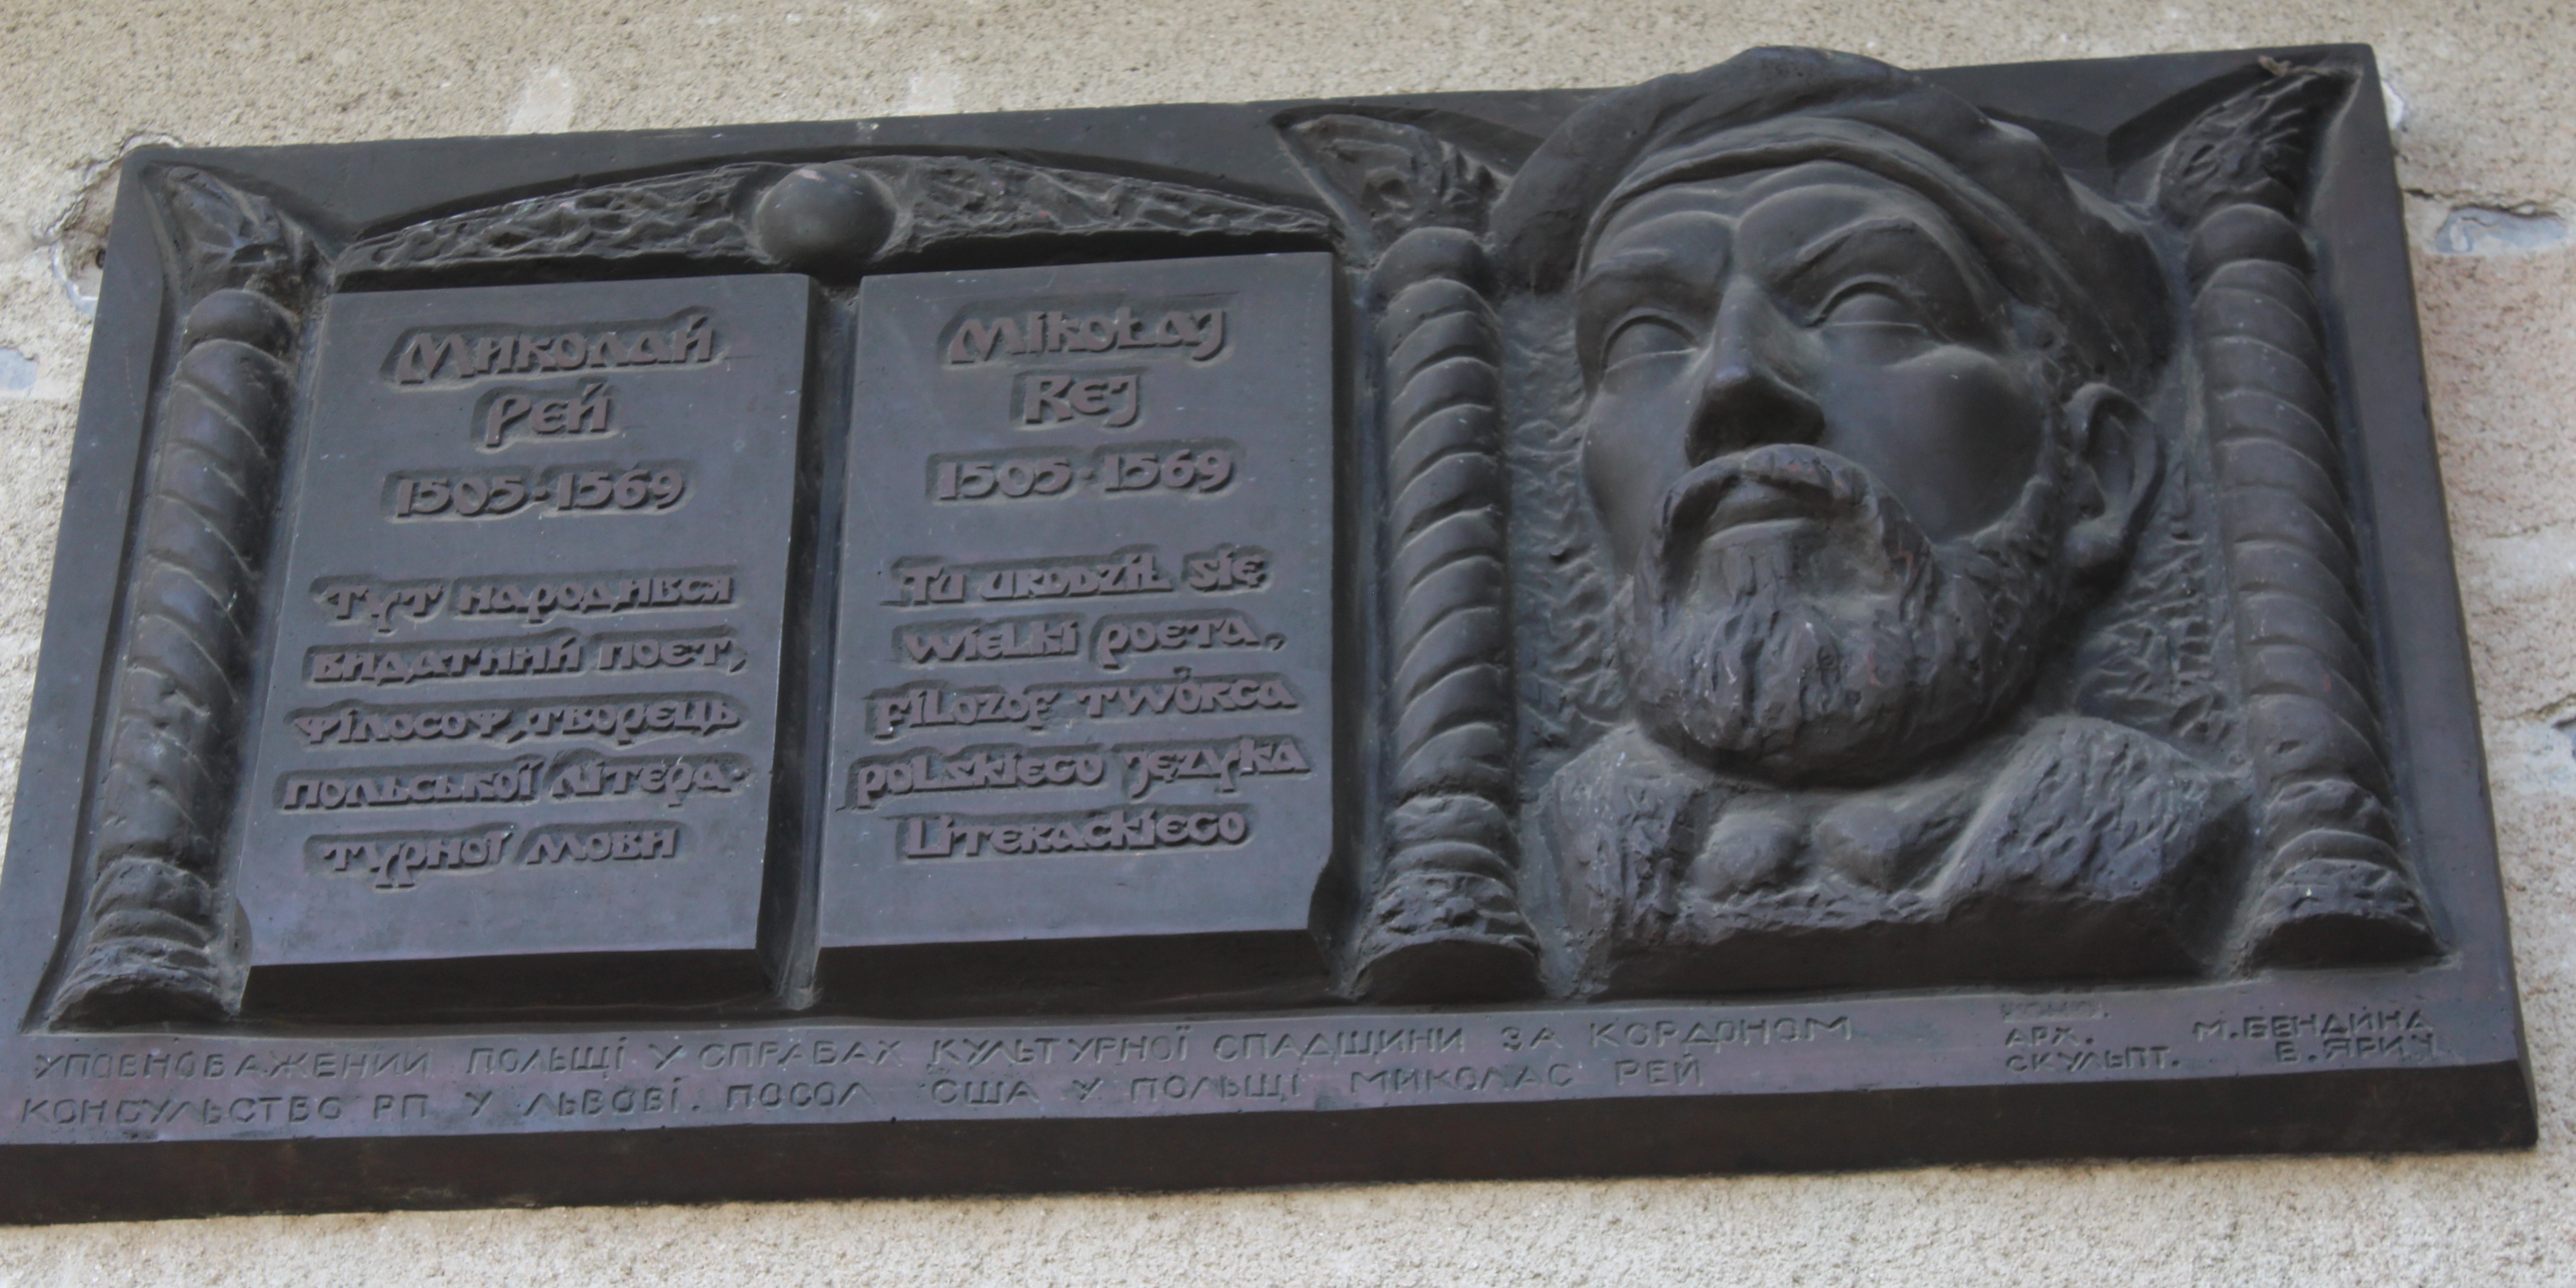 Миколай
Рей
1505-1569
Тут народився
видатний поет,
філософ, творець
польської літера-
турної мови
Mikołaj
Rej
1505-1569
Tu urodził się
wielki poeta,
filozof twórca
polskiego języka
literackiego
УПОВНОВАЖЕНИЙ ПОЛЬЩІ У СПРАВАХ КУЛЬТУРНОЇ СПАДЩИНИ ЗА КОРДОНОМ
КОНСУЛЬСТВО РП У ЛЬВОВІ. ПОСОЛ США У ПОЛЬЩІ МИКОЛАС РЕЙ
АРХ. М. БЕНДИНА
СКУЛЬПТ. В. ЯРИЧ